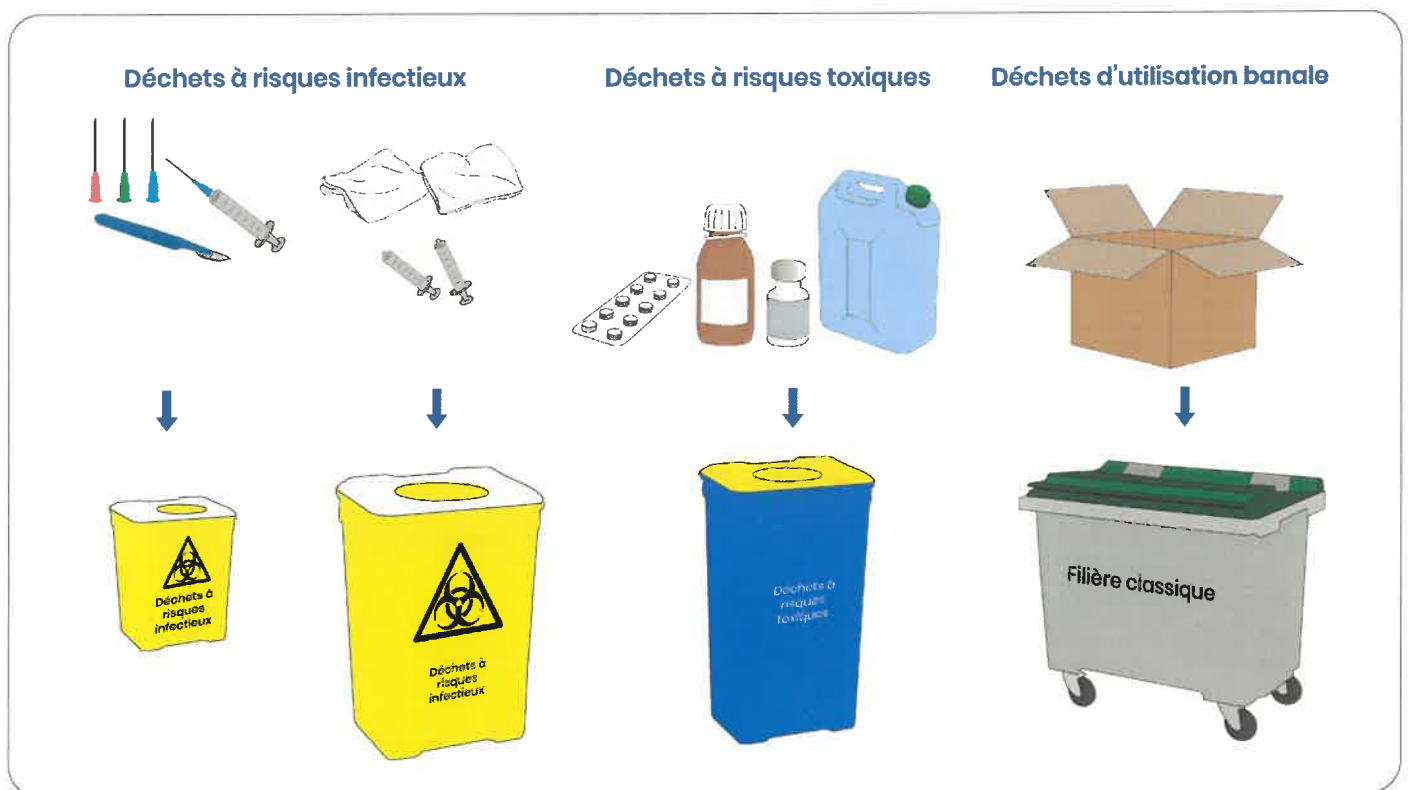 Déchets à risques infectieux
Déchets à risques toxiques
Déchets d'utilisation banale
Déchets à
risques
infectieux
Déchets à
risques
infectieux
Déchets à
risques
toxiques
Filière classique